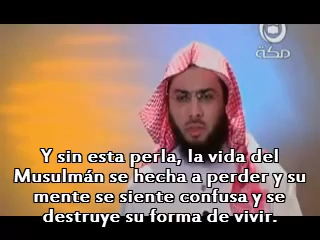 مكة
Y sin esta perla, la vida del
Musulmán se hecha a perder y su
mente se siente confusa y se
destruye su forma de vivir.